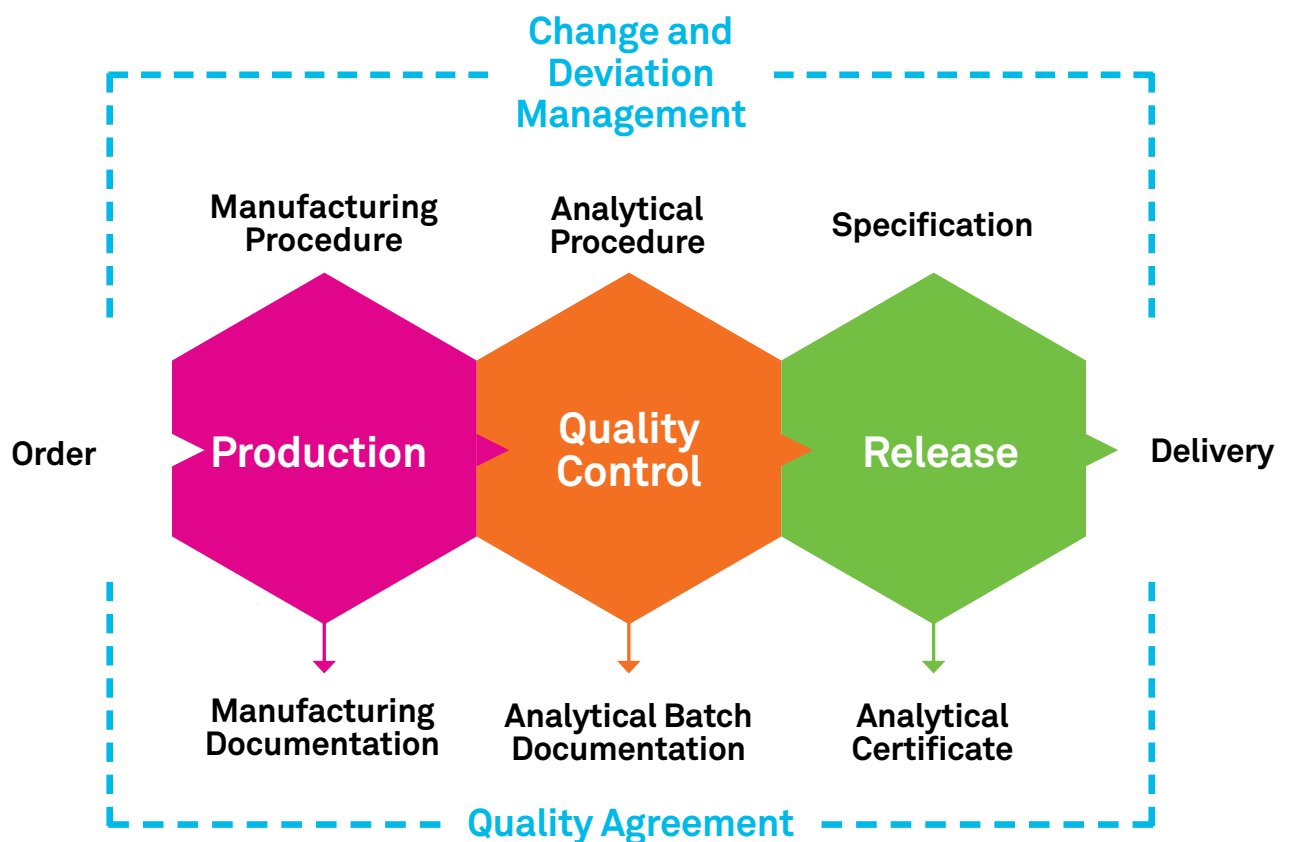 Change and
Deviation
Management
Manufacturing
Procedure
Analytical
Procedure
Specification
Order
Production
Quality
Control
Release
Delivery
Manufacturing
Documentation
Analytical Batch
Documentation
Analytical
Certificate
Quality Agreement